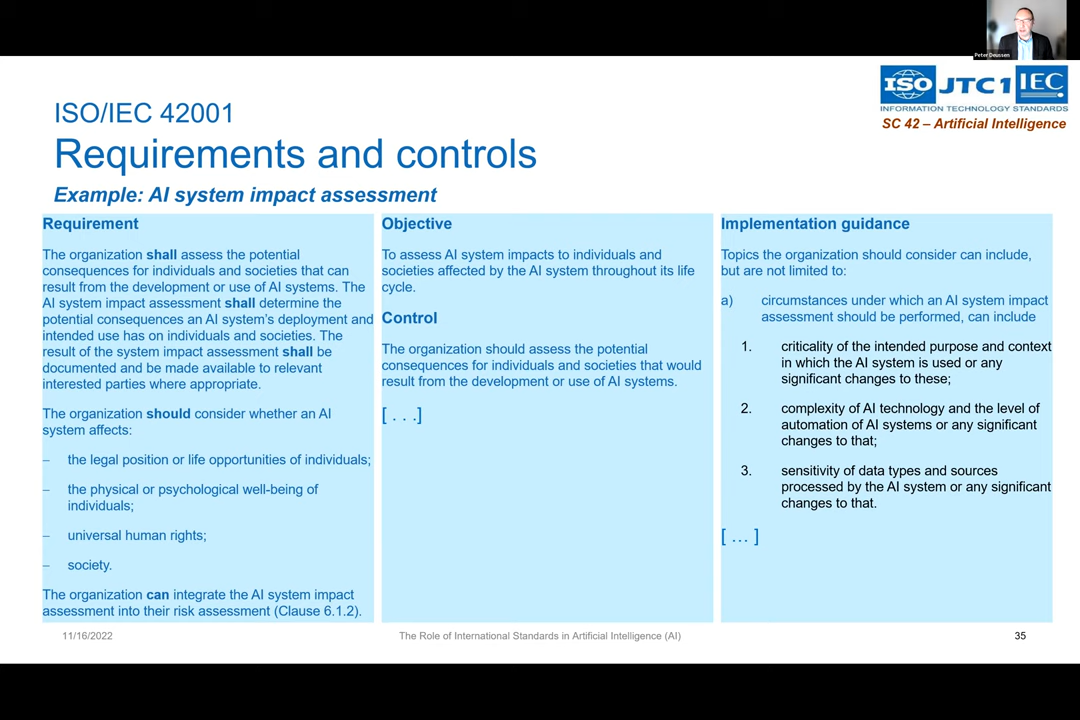 Peter Deussen
ISO JTC1 IEC
INFORMATION TECHNOLOGY STANDARDS
SC 42 – Artificial Intelligence
ISO/IEC 42001
Requirements and controls
Example: AI system impact assessment
Requirement
The organization shall assess the potential
consequences for individuals and societies that can
result from the development or use of AI systems. The
AI system impact assessment shall determine the
potential consequences an AI system's deployment and
intended use has on individuals and societies. The
result of the system impact assessment shall be
documented and be made available to relevant
interested parties where appropriate.
The organization should consider whether an AI
system affects:
– the legal position or life opportunities of individuals;
– the physical or psychological well-being of
individuals;
– universal human rights;
– society.
The organization can integrate the AI system impact
assessment into their risk assessment (Clause 6.1.2).
Objective
To assess AI system impacts to individuals and
societies affected by the AI system throughout its life
cycle.
Control
The organization should assess the potential
consequences for individuals and societies that would
result from the development or use of AI systems.
[ . . .]
Implementation guidance
Topics the organization should consider can include,
but are not limited to:
a) circumstances under which an AI system impact
assessment should be performed, can include
1. criticality of the intended purpose and context
in which the AI system is used or any
significant changes to these;
2. complexity of AI technology and the level of
automation of AI systems or any significant
changes to that;
3. sensitivity of data types and sources
processed by the AI system or any significant
changes to that.
[ ... ]
11/16/2022
The Role of International Standards in Artificial Intelligence (AI)
35